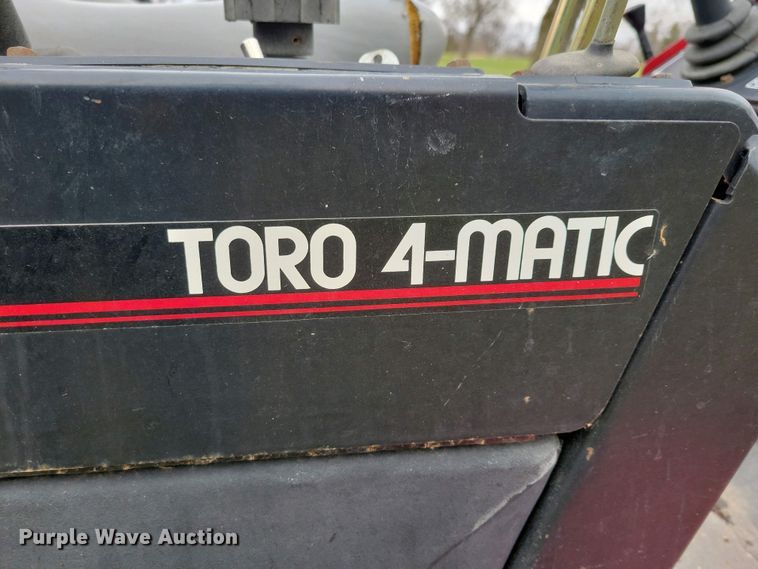 TORO 4-MATIC
Purple Wave Auction